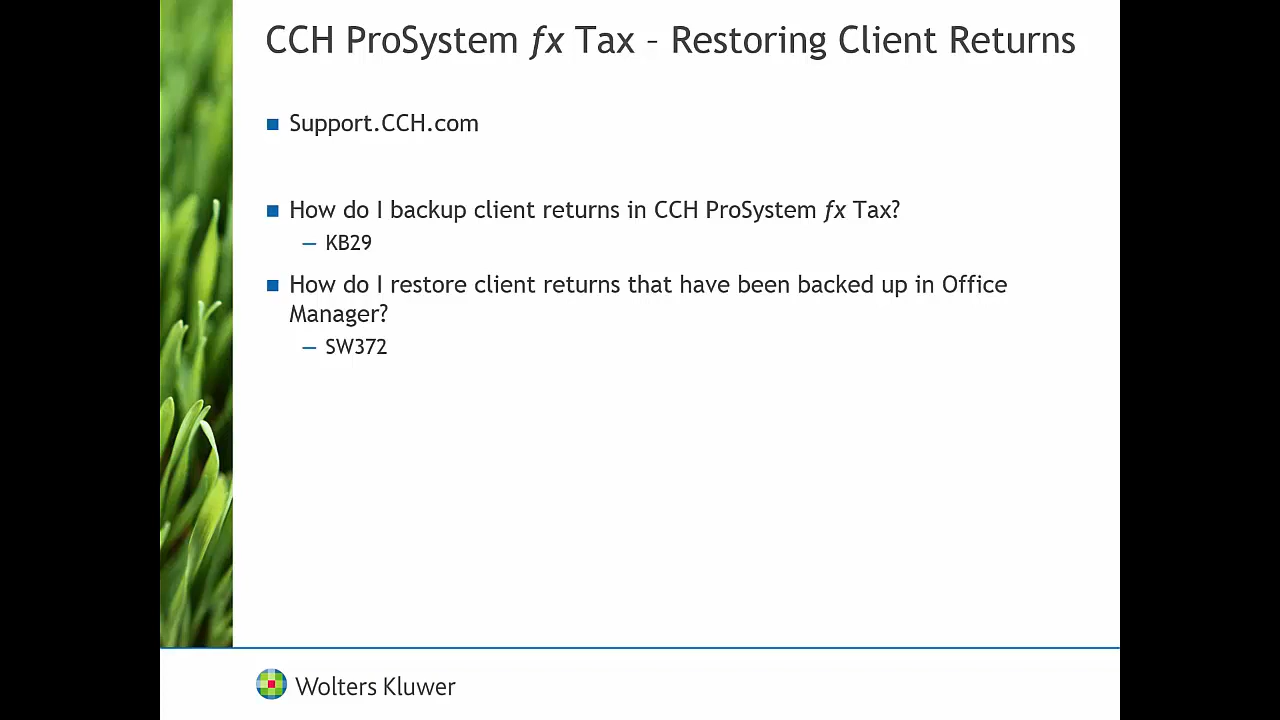 CCH ProSystem fx Tax – Restoring Client Returns
Support.CCH.com
How do I backup client returns in CCH ProSystem fx Tax?
– KB29
How do I restore client returns that have been backed up in Office
Manager?
– SW372
Wolters Kluwer